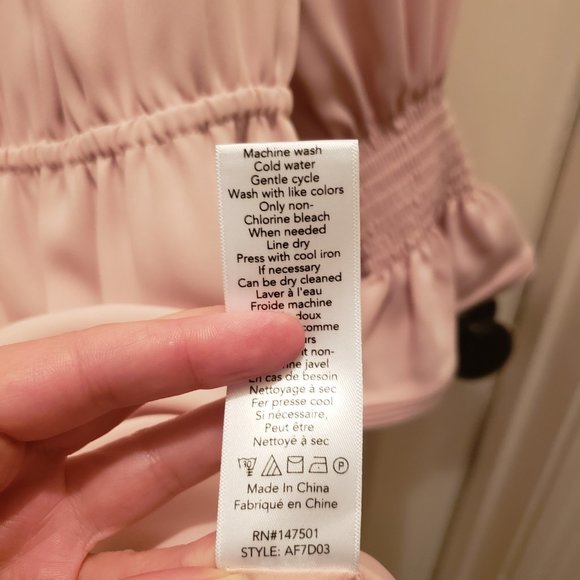 Machine wash
Cold water
Gentle cycle
Wash with like colors
Only non-
Chlorine bleach
When needed
Line dry
Press with cool iron
If necessary
Can be dry cleaned
Laver à l'eau
Froide machine
doux
comme
non-
javel
En cas de besoin
Nettoyage à sec
Fer presse cool
Si nécessaire,
Peut être
Nettoyé à sec
30
P
Made In China
Fabriqué en Chine
RN#147501
STYLE: AF7D03